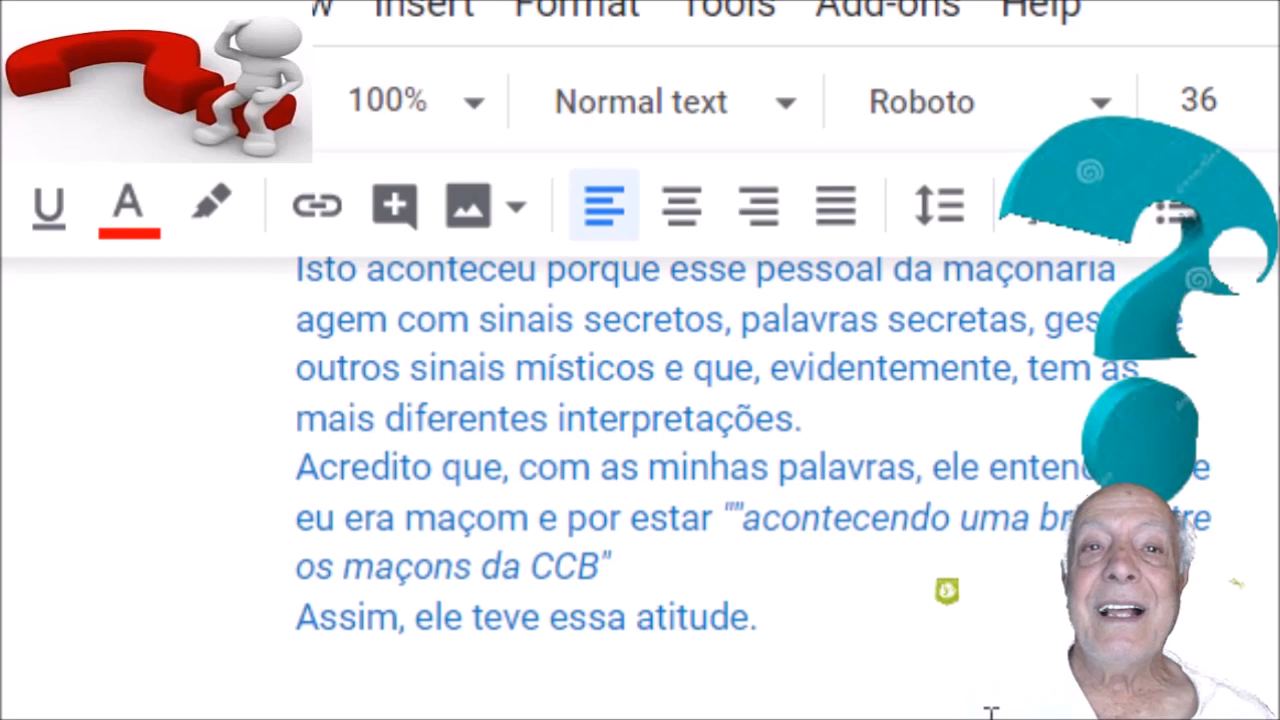 Insert Format Tools Add-ons Help
100% Normal text Roboto 36
U A
Isto aconteceu porque esse pessoal da maçonaria
agem com sinais secretos, palavras secretas,
outros sinais místicos e que, evidentemente, tem as
mais diferentes interpretações.
Acredito que, com as minhas palavras, ele
eu era maçom e por estar ""acontecendo uma
os maçons da CCB"
Assim, ele teve essa atitude.